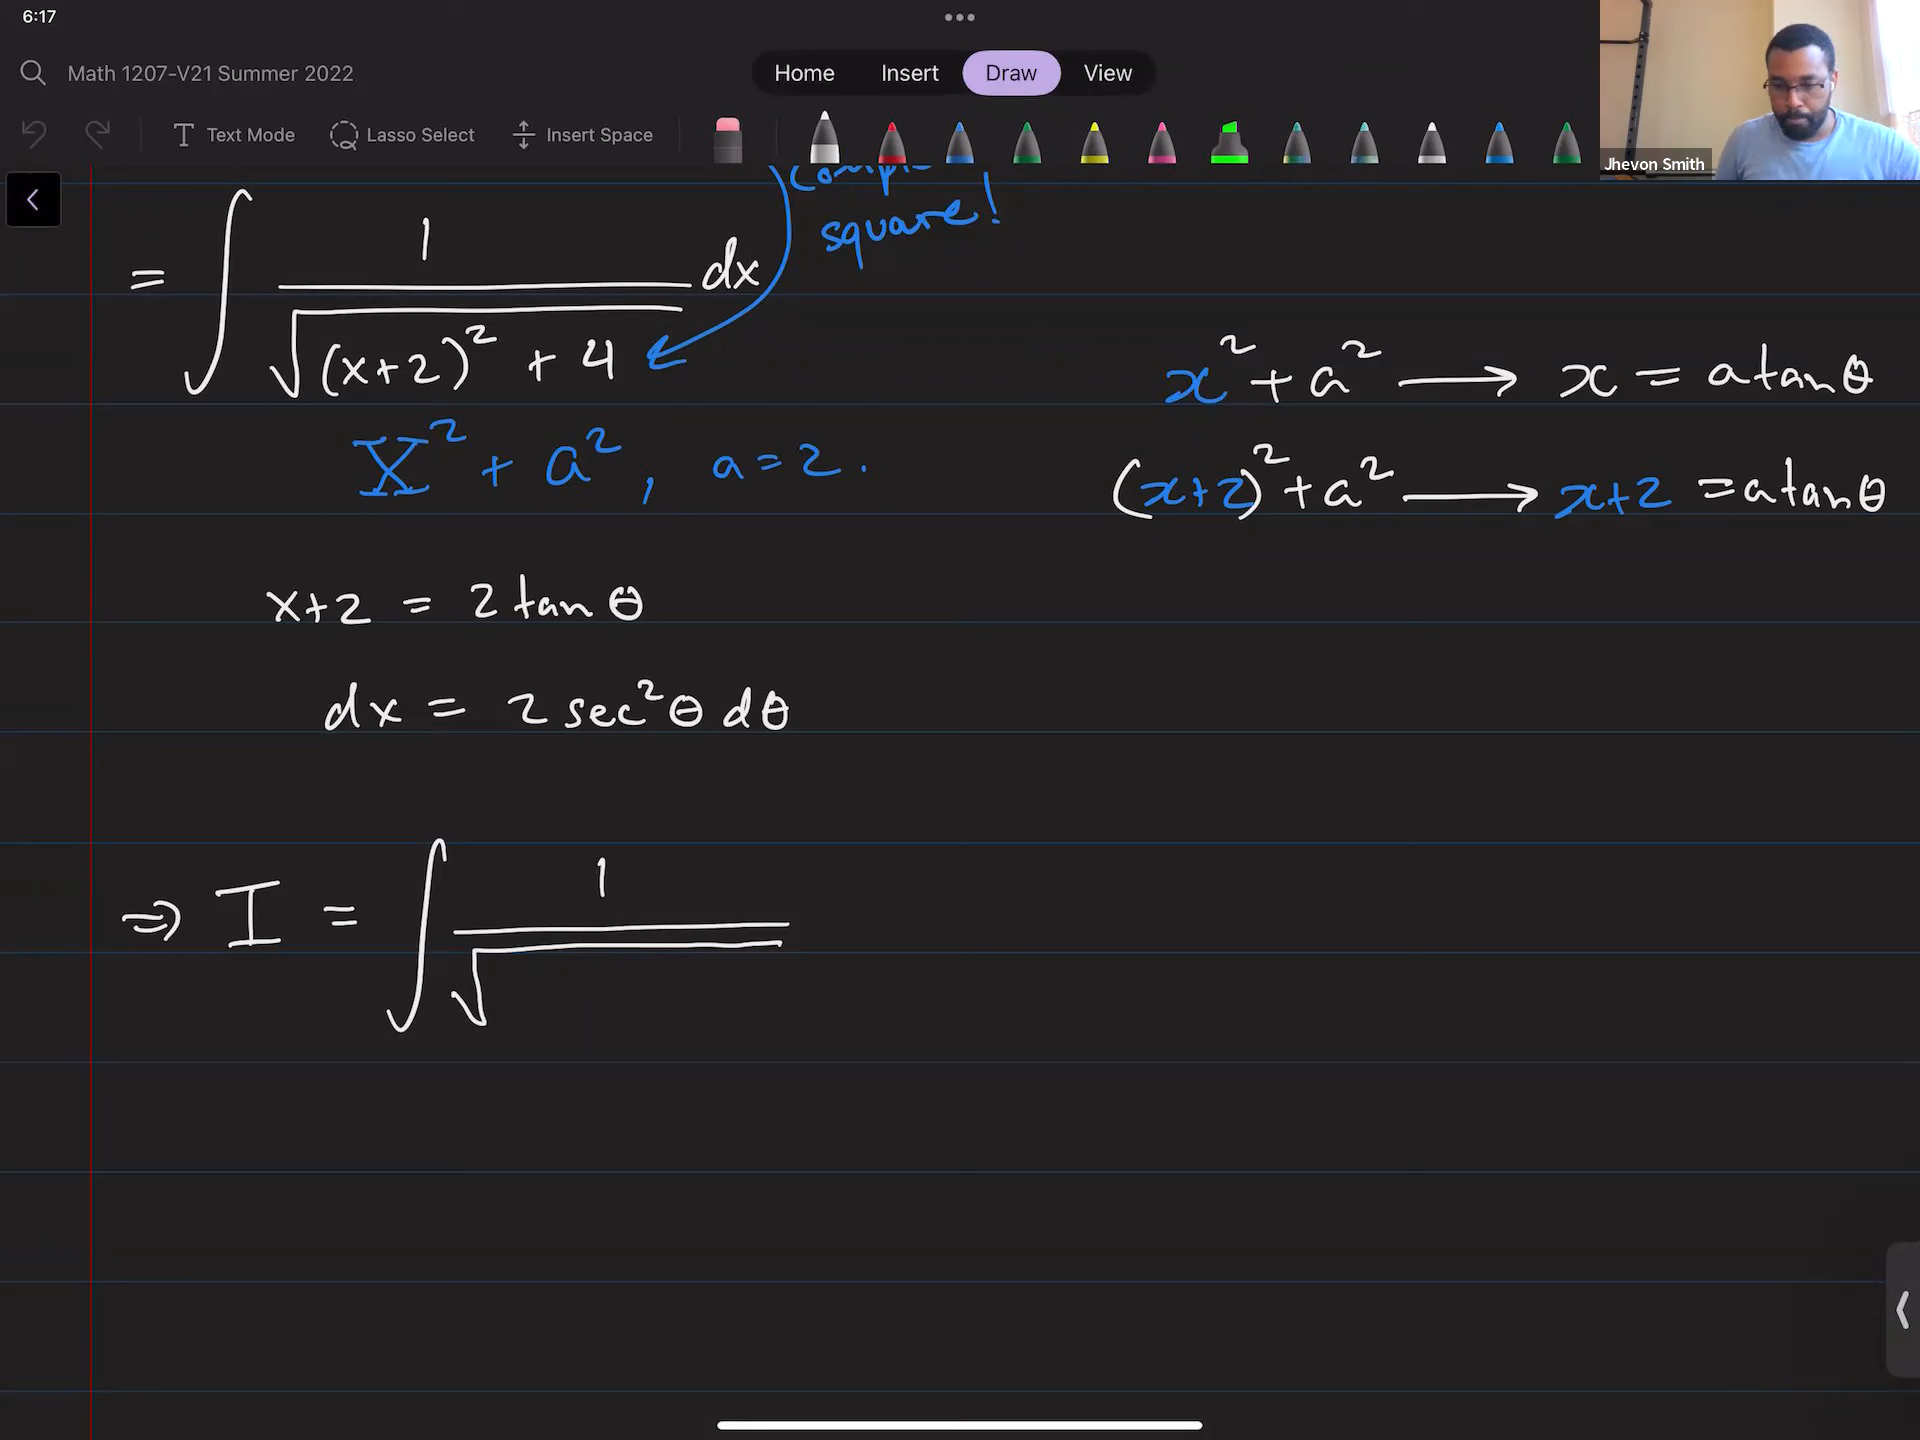 6:17
Math 1207-V21 Summer 2022
Home Insert Draw View
Text Mode Lasso Select Insert Space
Jhevon Smith
square!
= ∫ 1/√((x+2)² + 4) dx
X² + a², a = 2.
x² + a² ⟶ x = a tan θ
(x+2)² + a² ⟶ x+2 = a tan θ
x+2 = 2 tan θ
dx = 2 sec²θ dθ
⇒ I = ∫ 1/√